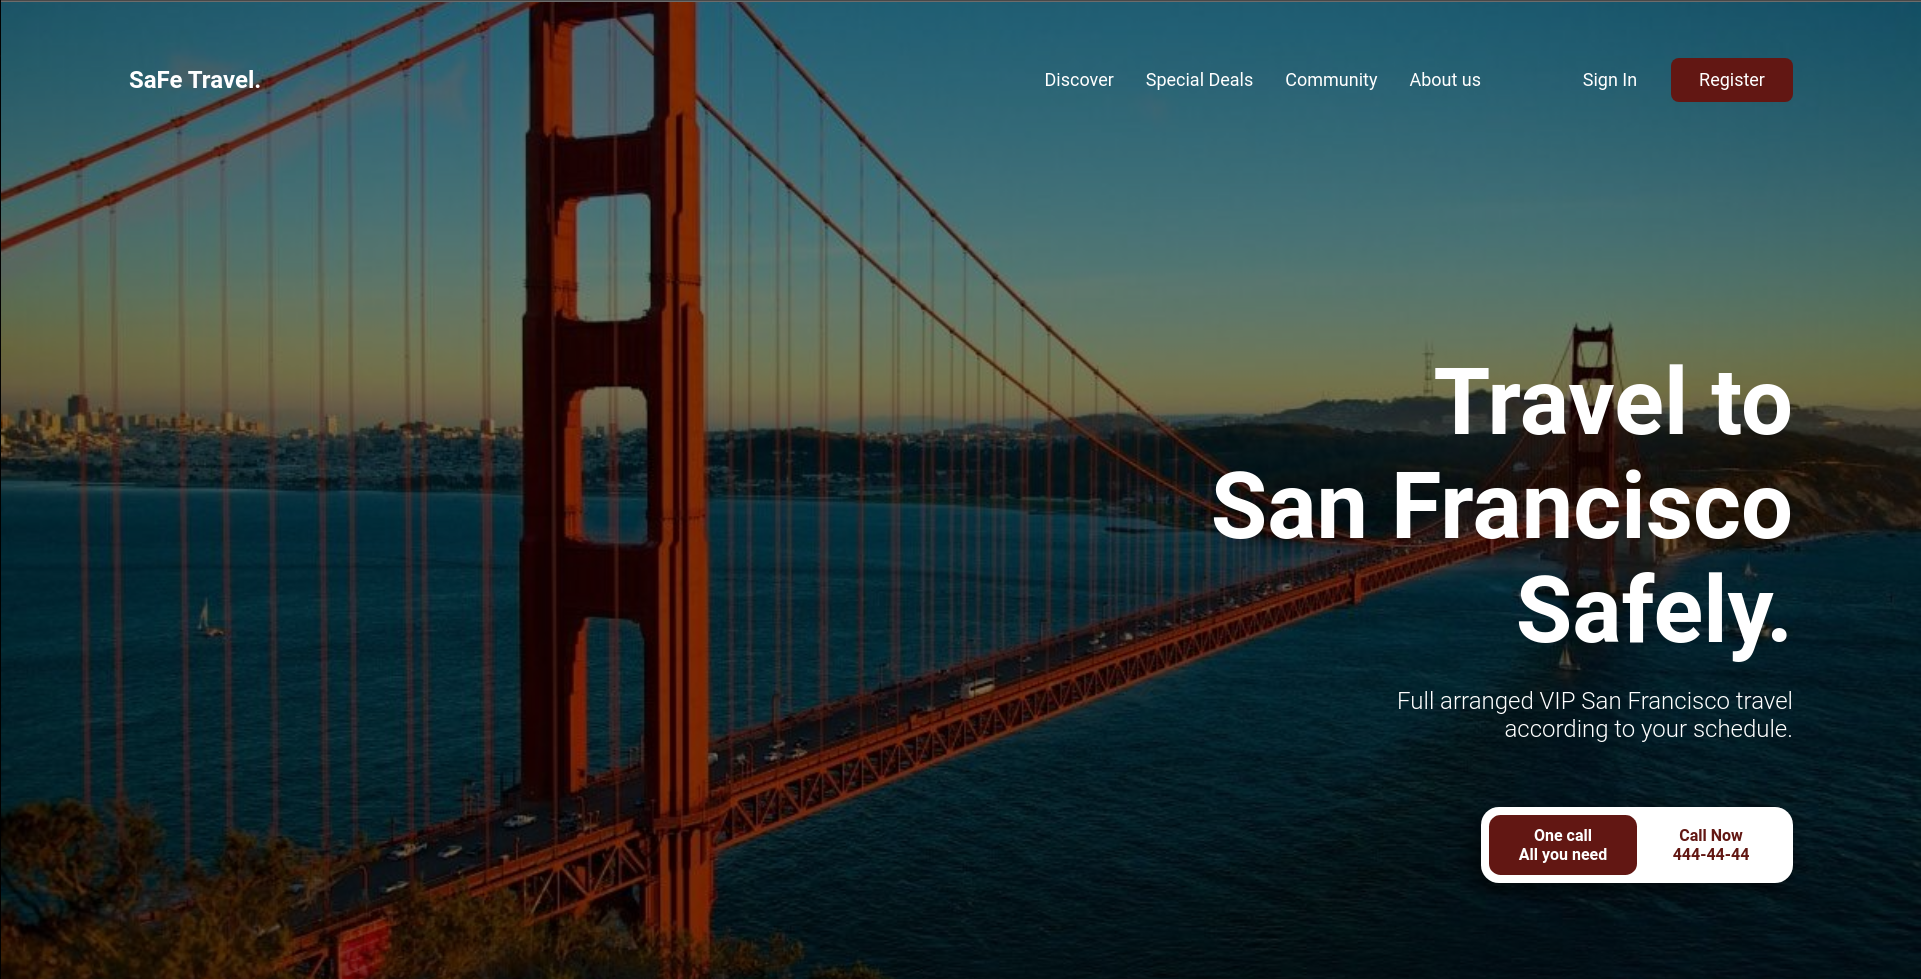 SaFe Travel.
Discover
Special Deals
Community
About us
Sign In
Register
Travel to
San Francisco
Safely.
Full arranged VIP San Francisco travel
according to your schedule.
One call
All you need
Call Now
444-44-44